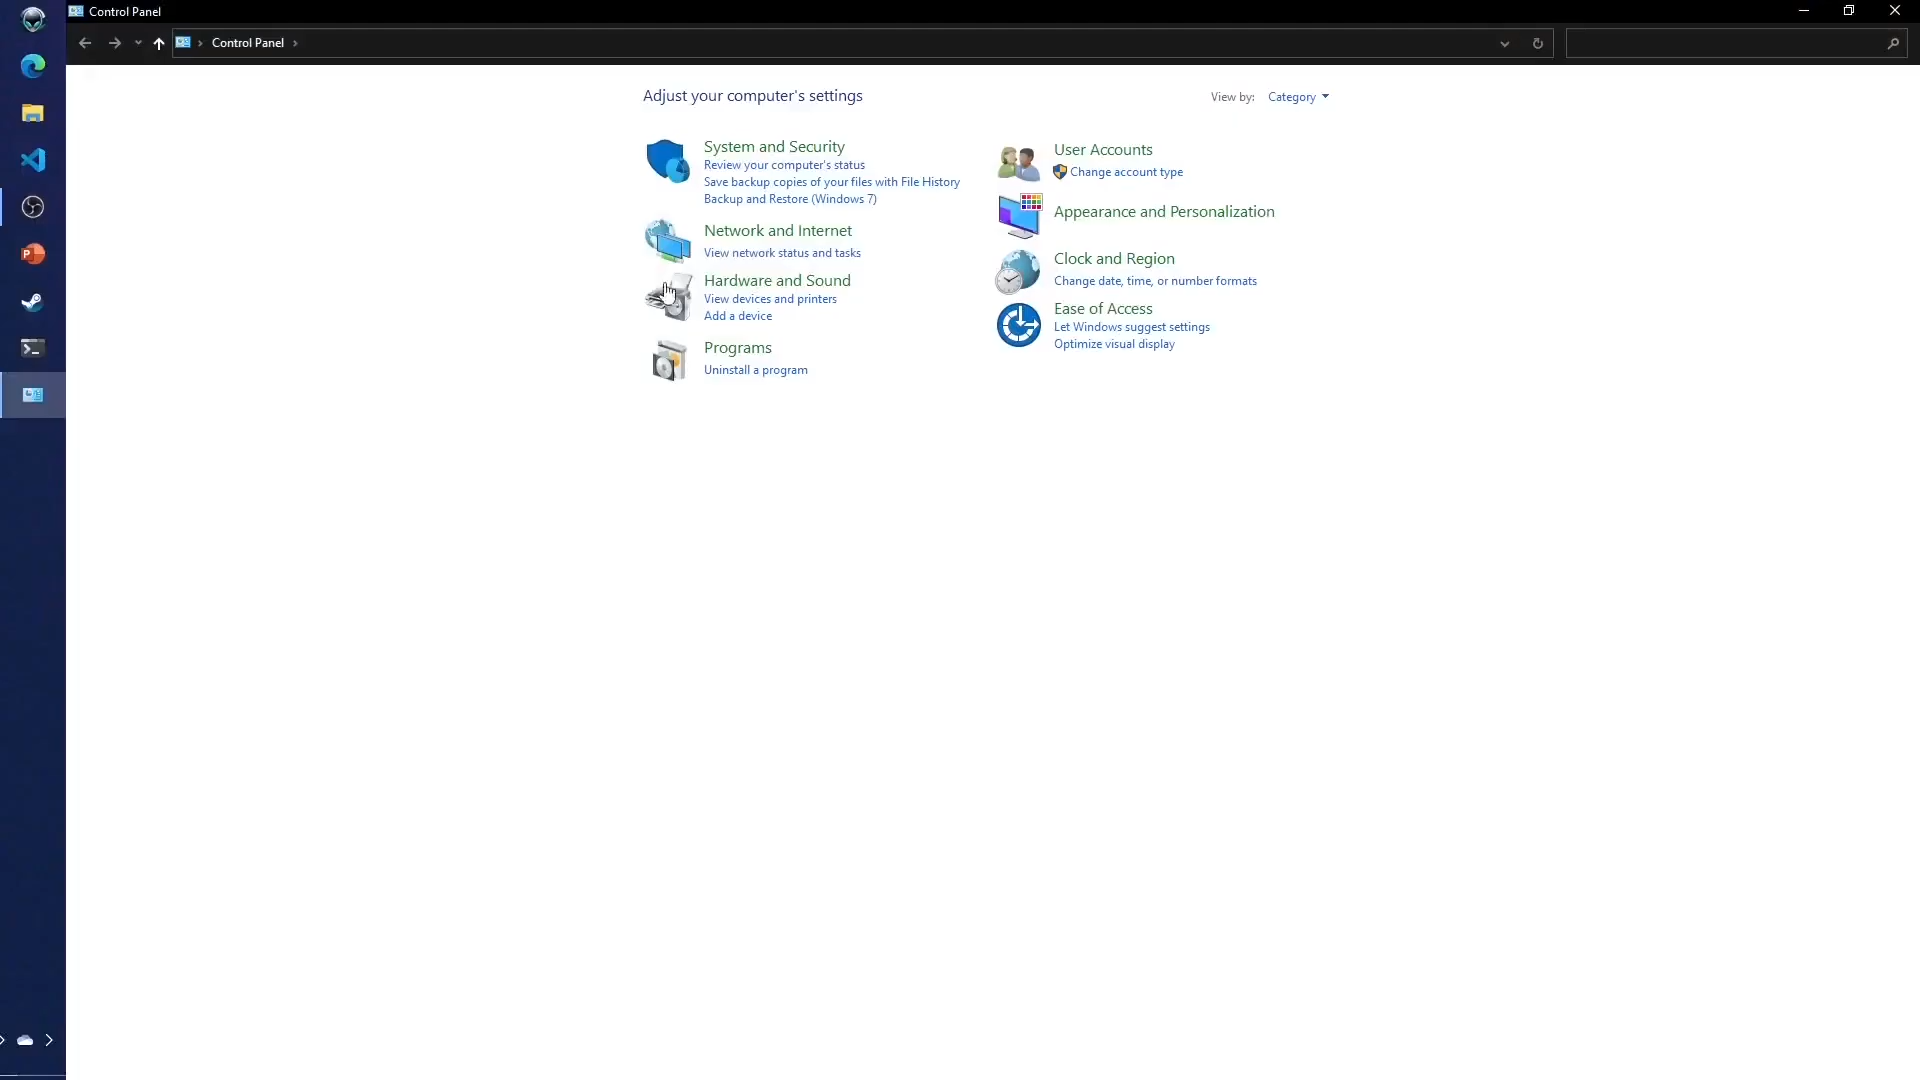 Control Panel
Control Panel
Adjust your computer's settings
View by: Category
System and Security
Review your computer's status
Save backup copies of your files with File History
Backup and Restore (Windows 7)
Network and Internet
View network status and tasks
Hardware and Sound
View devices and printers
Add a device
Programs
Uninstall a program
User Accounts
Change account type
Appearance and Personalization
Clock and Region
Change date, time, or number formats
Ease of Access
Let Windows suggest settings
Optimize visual display